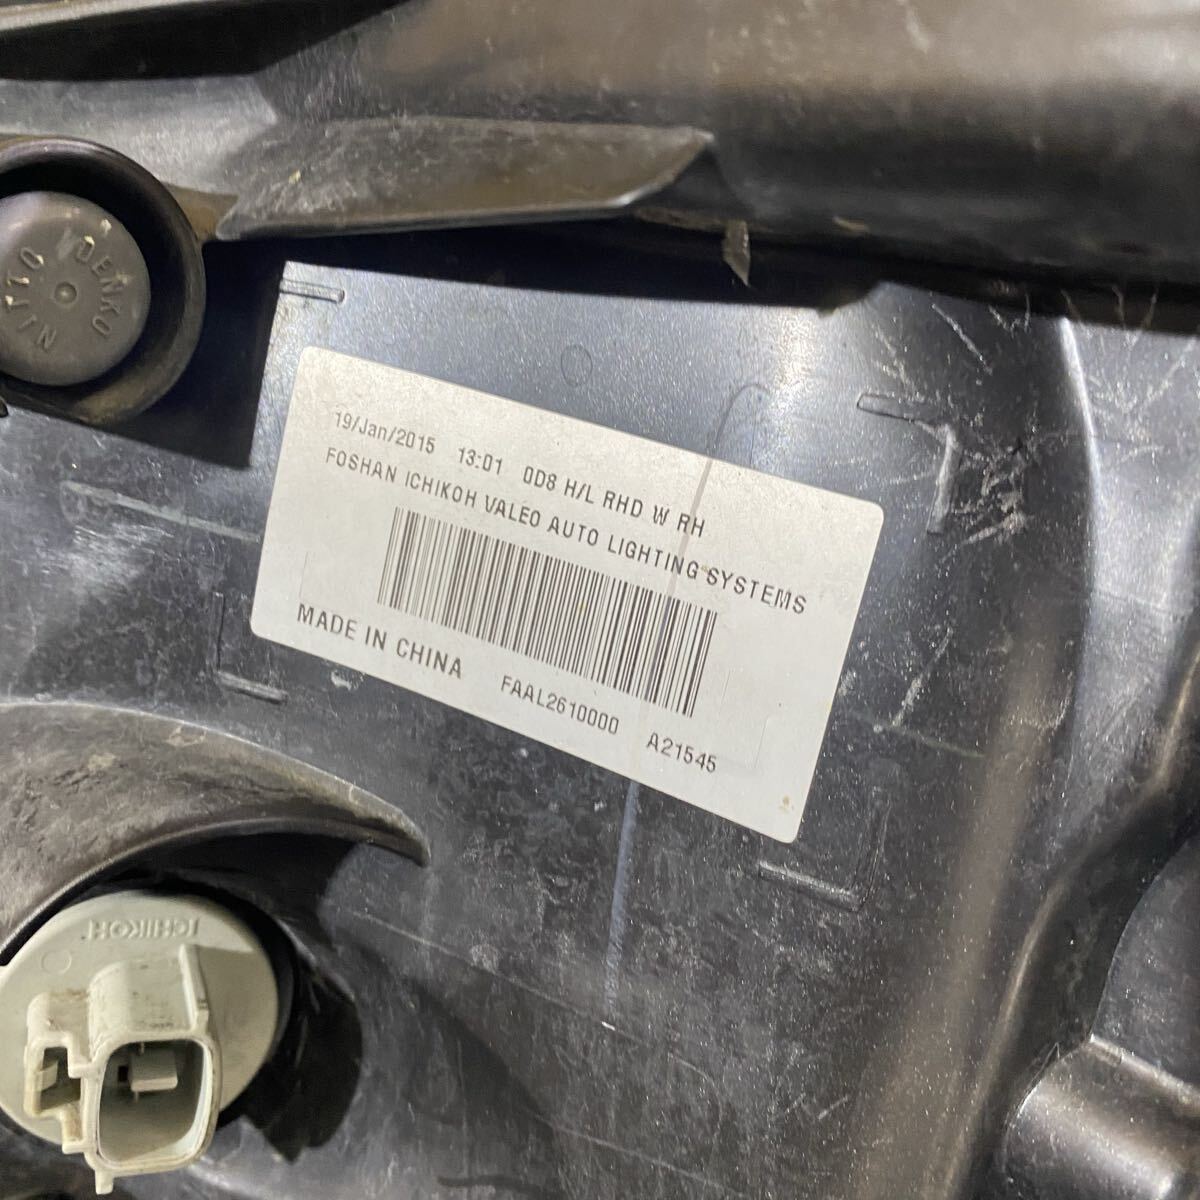 NITTO DENKO
19/Jan/2015 13:01 0D8 H/L RHD W RH
FOSHAN ICHIKOH VALEO AUTO LIGHTING SYSTEMS
MADE IN CHINA FAAL2610000 A21545
ICHIKOH